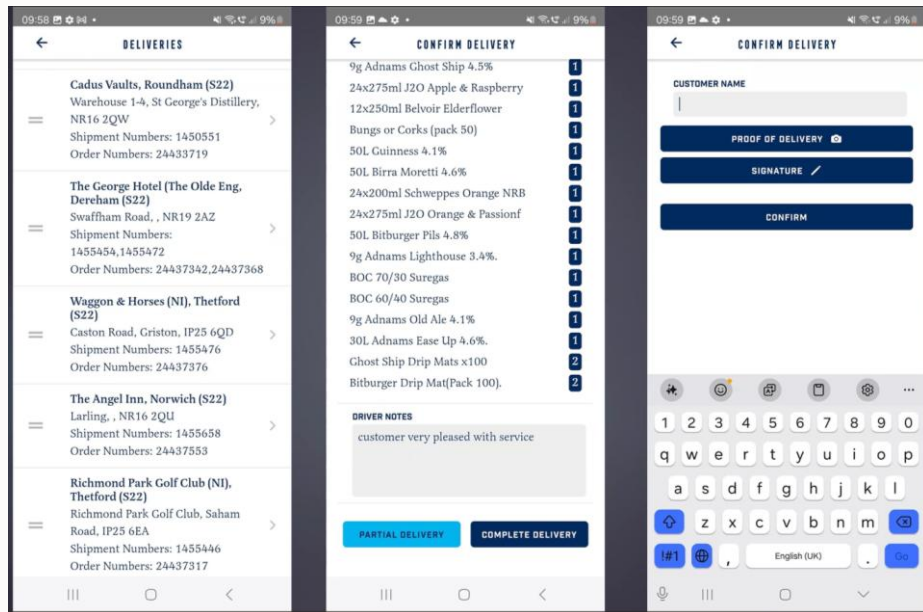 09:58
9%
DELIVERIES
Cadus Vaults, Roundham (S22)
Warehouse 1-4, St George's Distillery,
NR16 2QW
Shipment Numbers: 1450551
Order Numbers: 24433719
The George Hotel (The Olde Eng,
Dereham (S22)
Swaffham Road, , NR19 2AZ
Shipment Numbers:
1455454,1455472
Order Numbers: 24437342,24437368
Waggon & Horses (NI), Thetford
(S22)
Caston Road, Griston, IP25 6QD
Shipment Numbers: 1455476
Order Numbers: 24437376
The Angel Inn, Norwich (S22)
Larling, , NR16 2QU
Shipment Numbers: 1455658
Order Numbers: 24437553
Richmond Park Golf Club (NI),
Thetford (S22)
Richmond Park Golf Club, Saham
Road, IP25 6EA
Shipment Numbers: 1455446
Order Numbers: 24437317
09:59
9%
CONFIRM DELIVERY
9g Adnams Ghost Ship 4.5% 1
24x275ml J2O Apple & Raspberry 1
12x250ml Belvoir Elderflower 1
Bungs or Corks (pack 50) 1
50L Guinness 4.1% 1
50L Birra Moretti 4.6% 1
24x200ml Schweppes Orange NRB 1
24x275ml J2O Orange & Passionf 1
50L Bitburger Pils 4.8% 1
9g Adnams Lighthouse 3.4%. 1
BOC 70/30 Suregas 1
BOC 60/40 Suregas 1
9g Adnams Old Ale 4.1% 1
30L Adnams Ease Up 4.6%. 1
Ghost Ship Drip Mats x100 2
Bitburger Drip Mat(Pack 100). 2
DRIVER NOTES
customer very pleased with service
PARTIAL DELIVERY COMPLETE DELIVERY
09:59
9%
CONFIRM DELIVERY
CUSTOMER NAME
PROOF OF DELIVERY
SIGNATURE
CONFIRM
1 2 3 4 5 6 7 8 9 0
q w e r t y u i o p
a s d f g h j k l
z x c v b n m
!#1 , English (UK) . Go